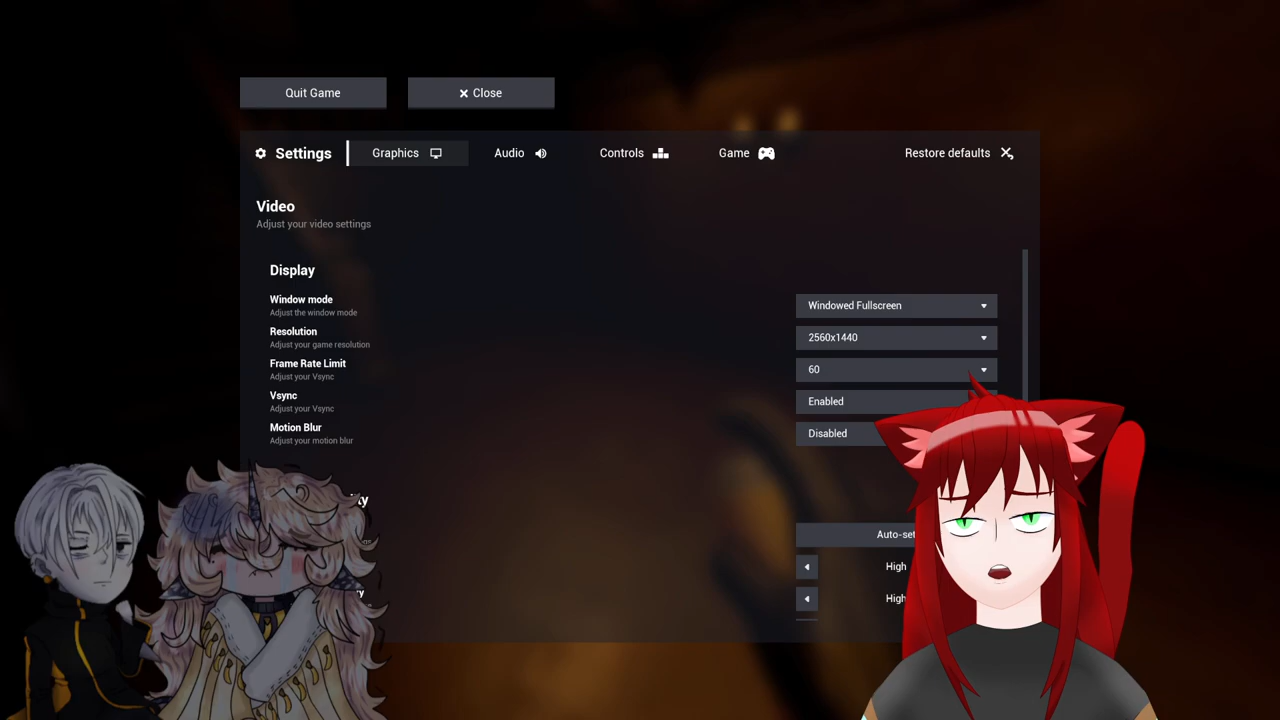 Quit Game
Close
Settings
Graphics
Audio
Controls
Game
Restore defaults
Video
Adjust your video settings
Display
Window mode
Adjust the window mode
Windowed Fullscreen
Resolution
Adjust your game resolution
2560x1440
Frame Rate Limit
Adjust your Vsync
60
Vsync
Adjust your Vsync
Enabled
Motion Blur
Adjust your motion blur
Disabled
High
High